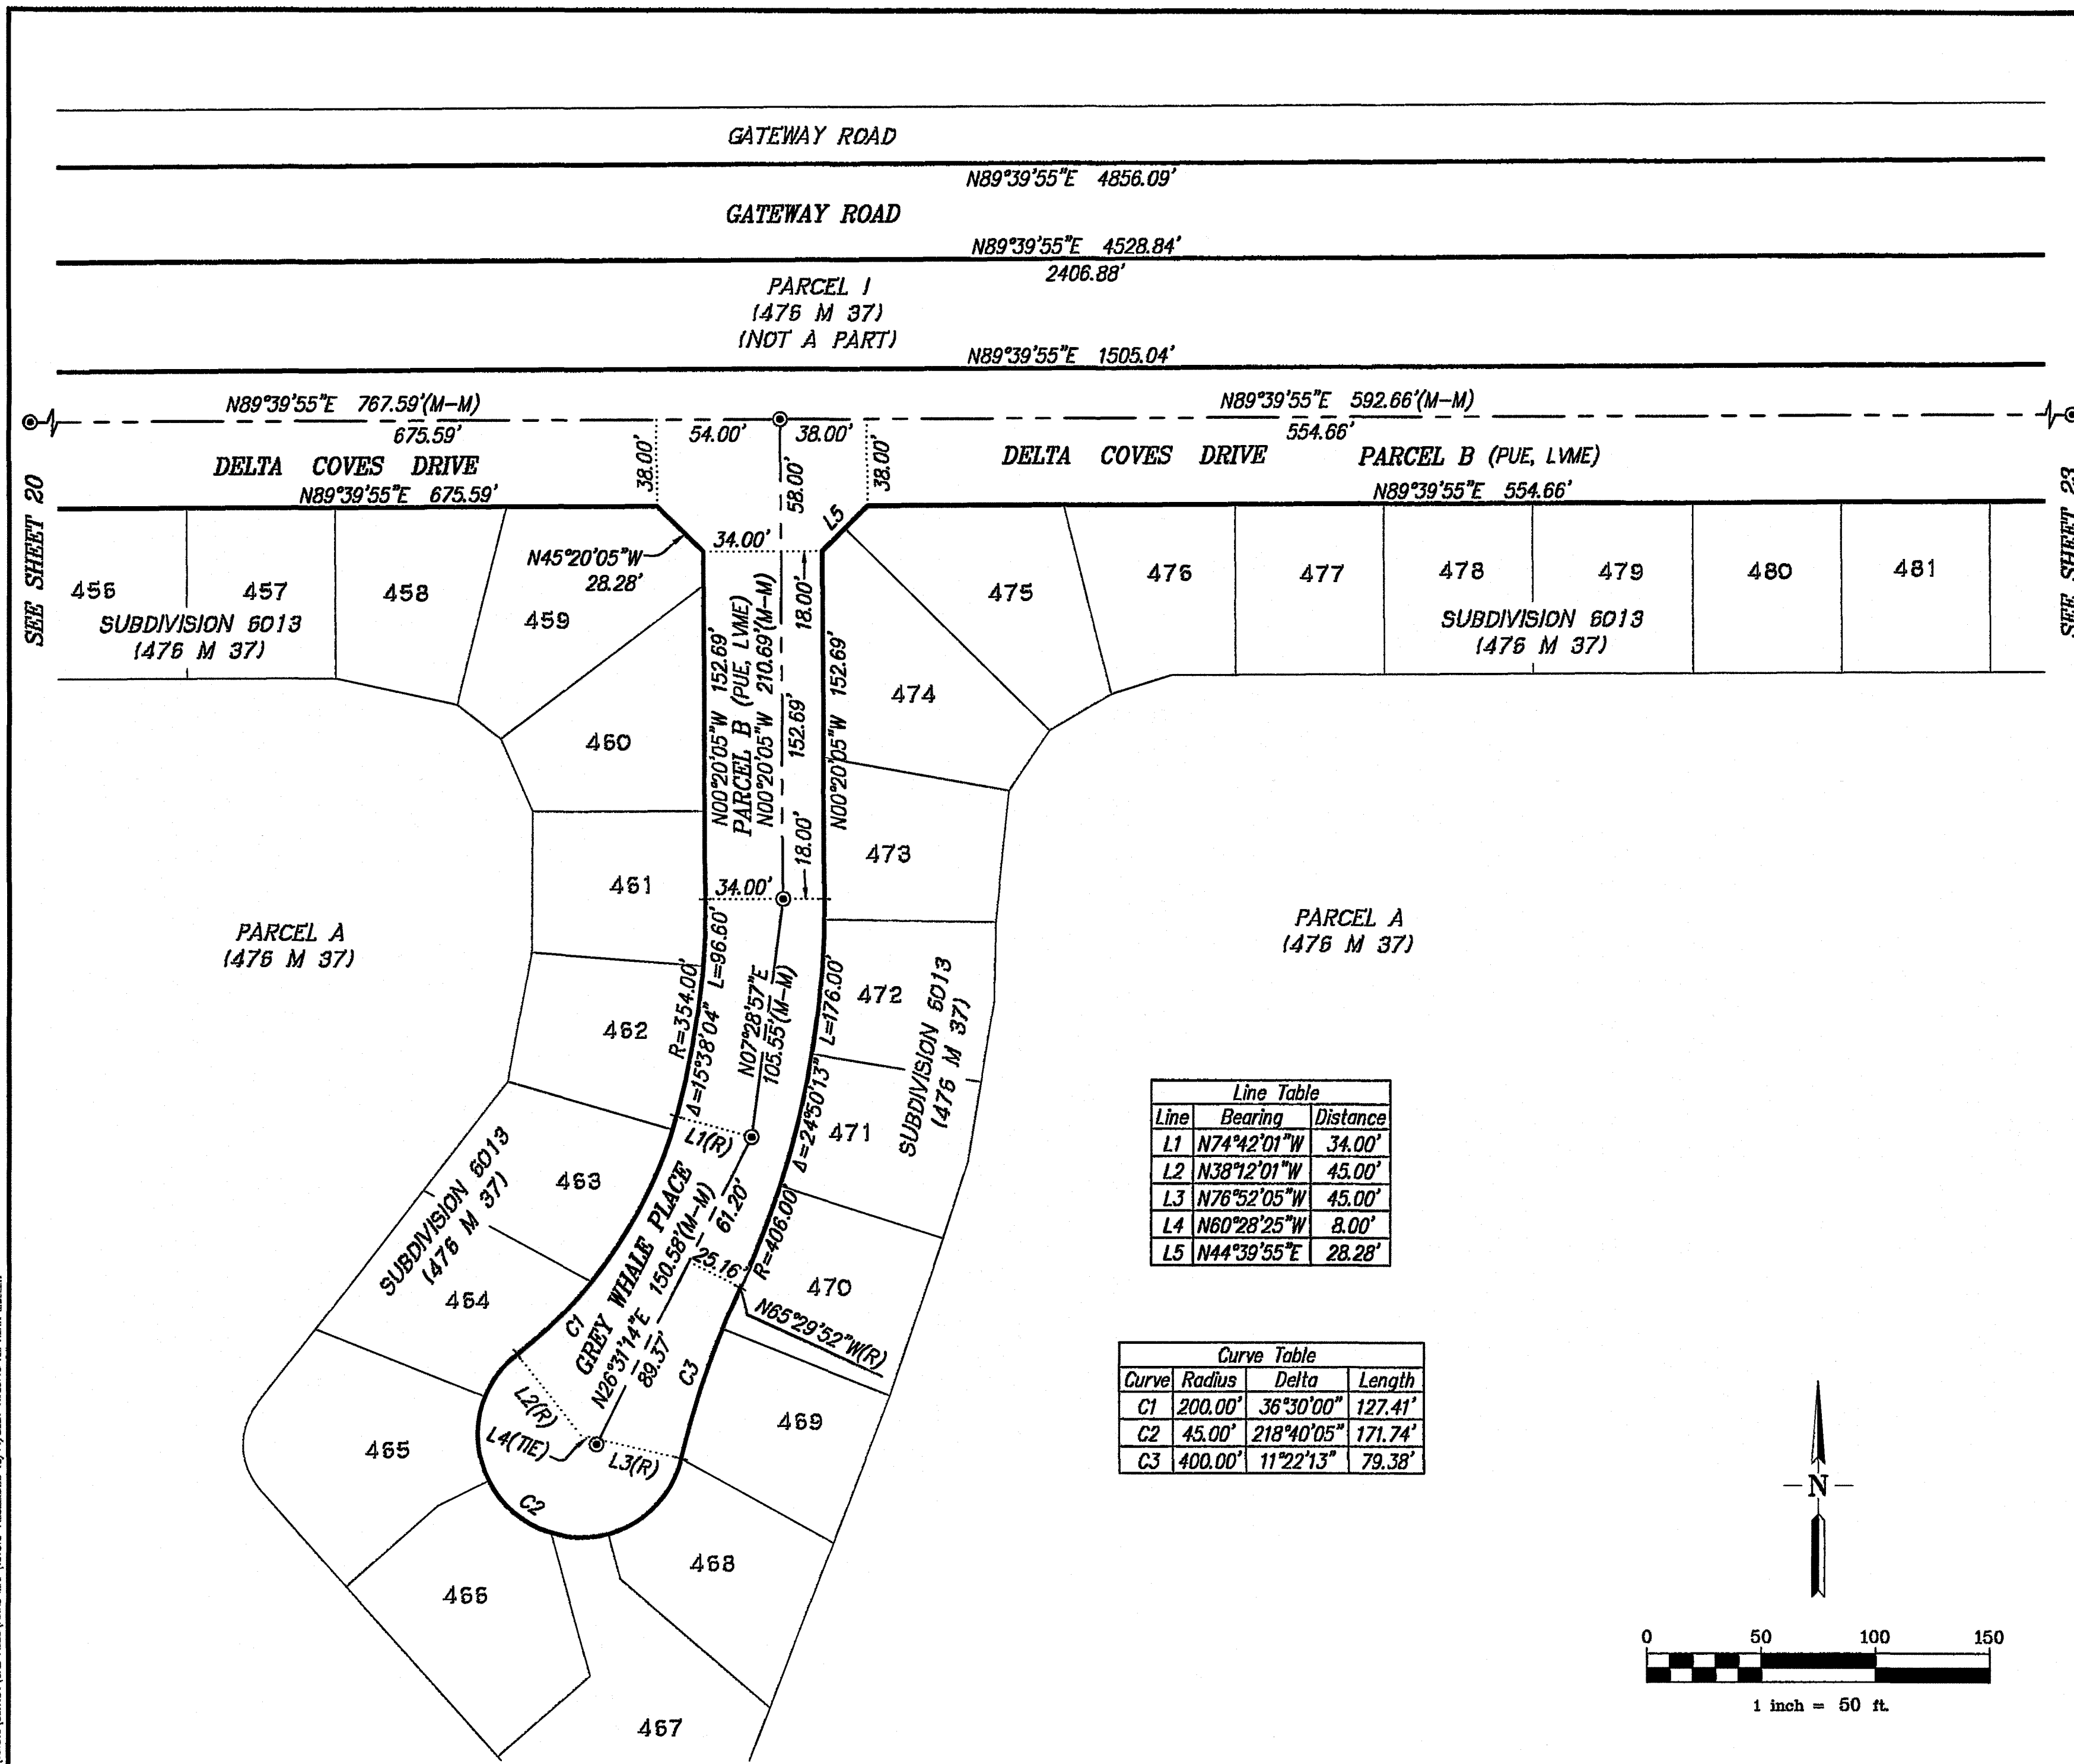 GATEWAY ROAD
N89°39'55"E 4856.09'
GATEWAY ROAD
N89°39'55"E 4528.84'
2406.88'
PARCEL 1
(476 M 37)
(NOT A PART)
N89°39'55"E 1505.04'
N89°39'55"E 767.59'(M-M)
675.59'
54.00'
38.00'
N89°39'55"E 592.66'(M-M)
554.66'
38.00'
58.00'
38.00'
DELTA COVES DRIVE
N89°39'55"E 675.59'
DELTA COVES DRIVE
PARCEL B (PUE, LVME)
N89°39'55"E 554.66'
SEE SHEET 20
SEE SHEET 23
L5
34.00'
N45°20'05"W
28.28'
18.00'
456
457
458
459
SUBDIVISION 6013
(476 M 37)
475
476
477
478
479
480
481
SUBDIVISION 6013
(476 M 37)
N00°20'05"W 152.69'
PARCEL B (PUE, LVME)
N00°20'05"W 210.69'(M-M)
152.69'
N00°20'05"W 152.69'
18.00'
460
474
461
473
34.00'
PARCEL A
(476 M 37)
PARCEL A
(476 M 37)
R=354.00'
Δ=15°38'04" L=96.60'
N07°28'57"E
105.55'(M-M)
R=406.00' Δ=24°50'13" L=176.00'
462
472
471
SUBDIVISION 6013
(476 M 37)
L1(R)
463
SUBDIVISION 6013
(476 M 37)
464
GREY WHALE PLACE
N26°31'14"E 150.58'(M-M)
61.20'
89.37'
25.16'
470
N65°29'52"W(R)
C1
C3
L2(R)
L4(TIE)
L3(R)
C2
465
469
466
468
467
Line Table
Line Bearing Distance
L1 N74°42'01"W 34.00'
L2 N38°12'01"W 45.00'
L3 N76°52'05"W 45.00'
L4 N60°28'25"W 8.00'
L5 N44°39'55"E 28.28'
Curve Table
Curve Radius Delta Length
C1 200.00' 36°30'00" 127.41'
C2 45.00' 218°40'05" 171.74'
C3 400.00' 11°22'13" 79.38'
N
0 50 100 150
1 inch = 50 ft.